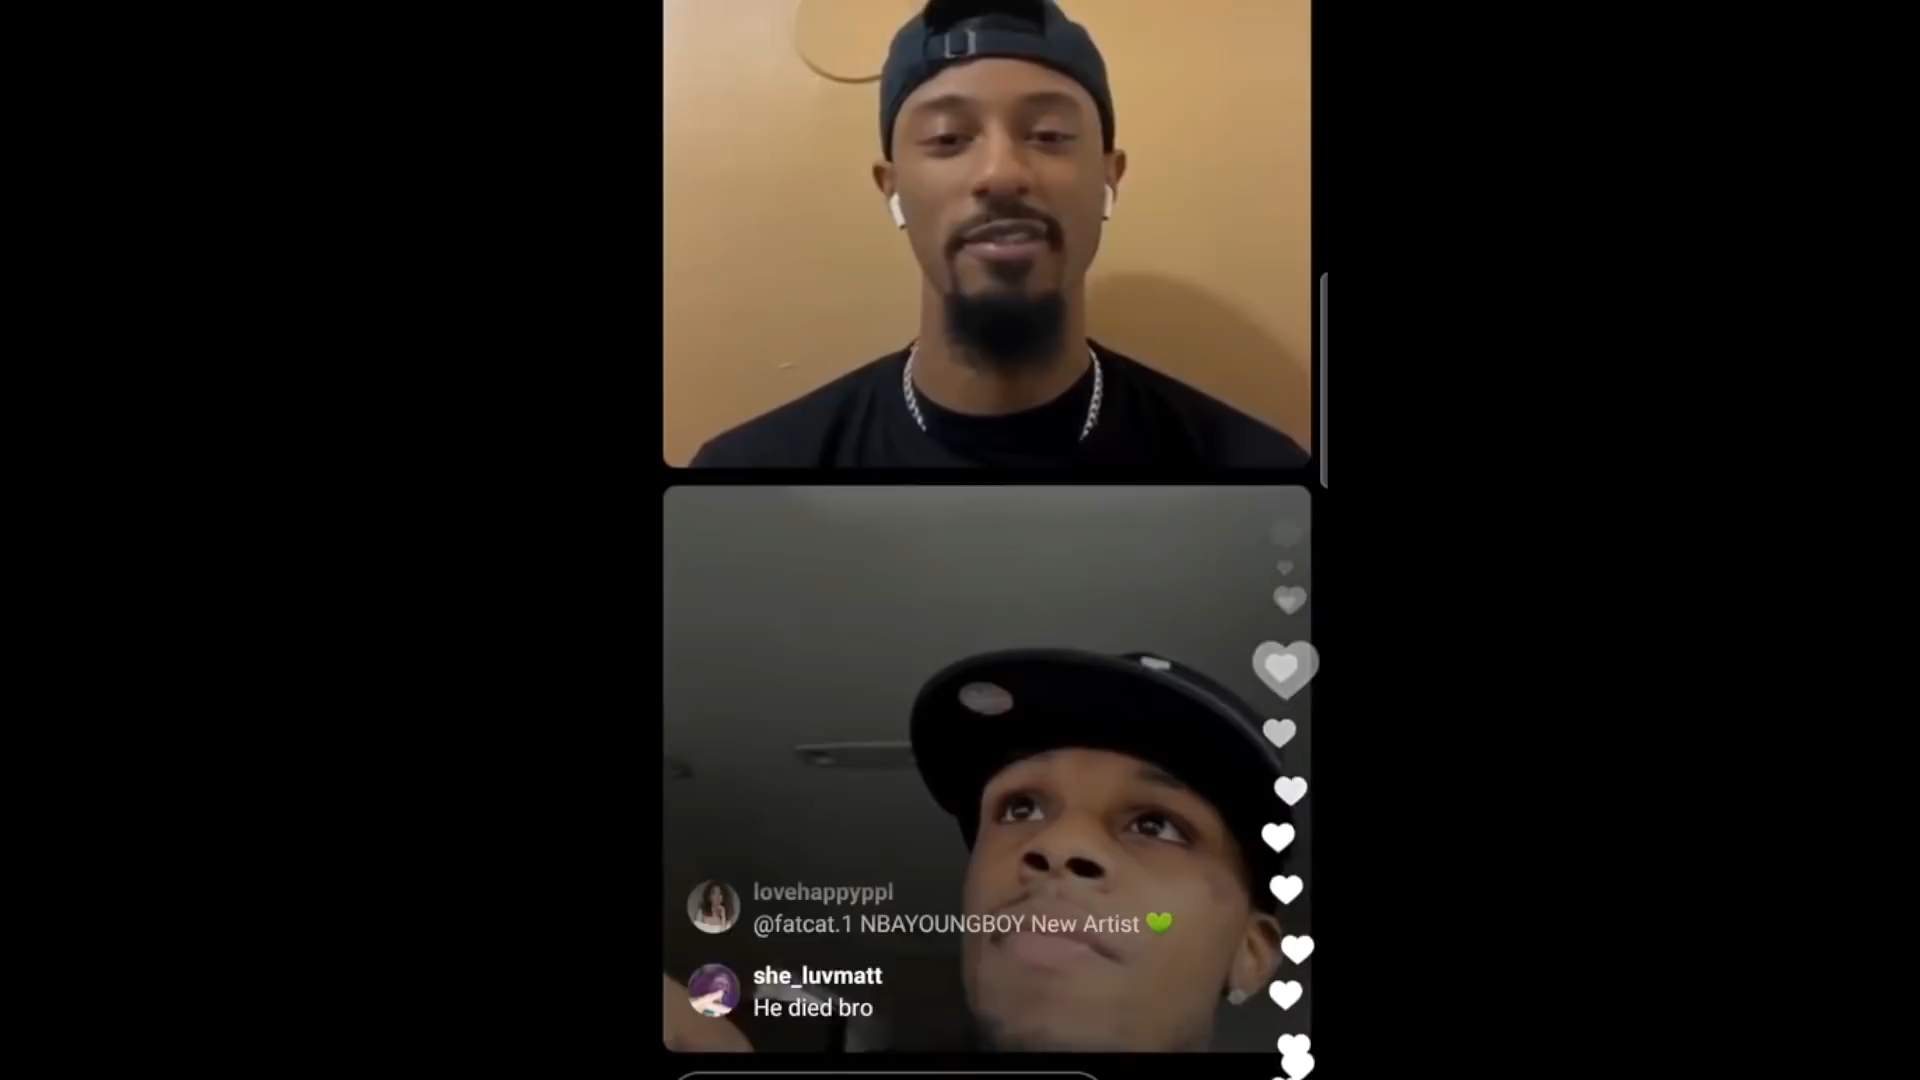 lovehappyppl
@fatcat.1 NBAYOUNGBOY New Artist 💚
she_luvmatt
He died bro